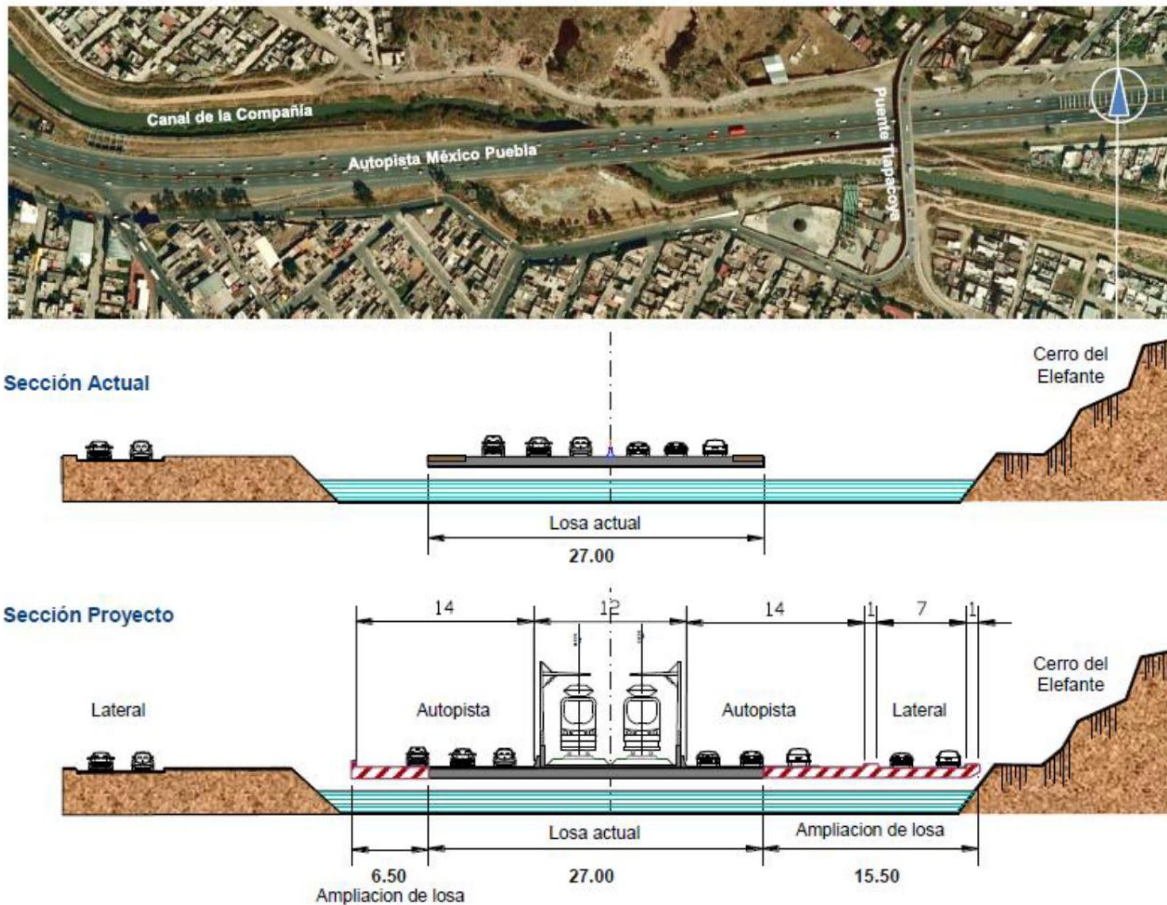 Canal de la Compañía
Autopista México Puebla
Puente Tlapacoya
Sección Actual
Cerro del
Elefante
Losa actual
27.00
Sección Proyecto
14
12
14
1
7
1
Cerro del
Elefante
Lateral
Autopista
Autopista
Lateral
Losa actual
Ampliacion de losa
6.50
27.00
15.50
Ampliacion de losa